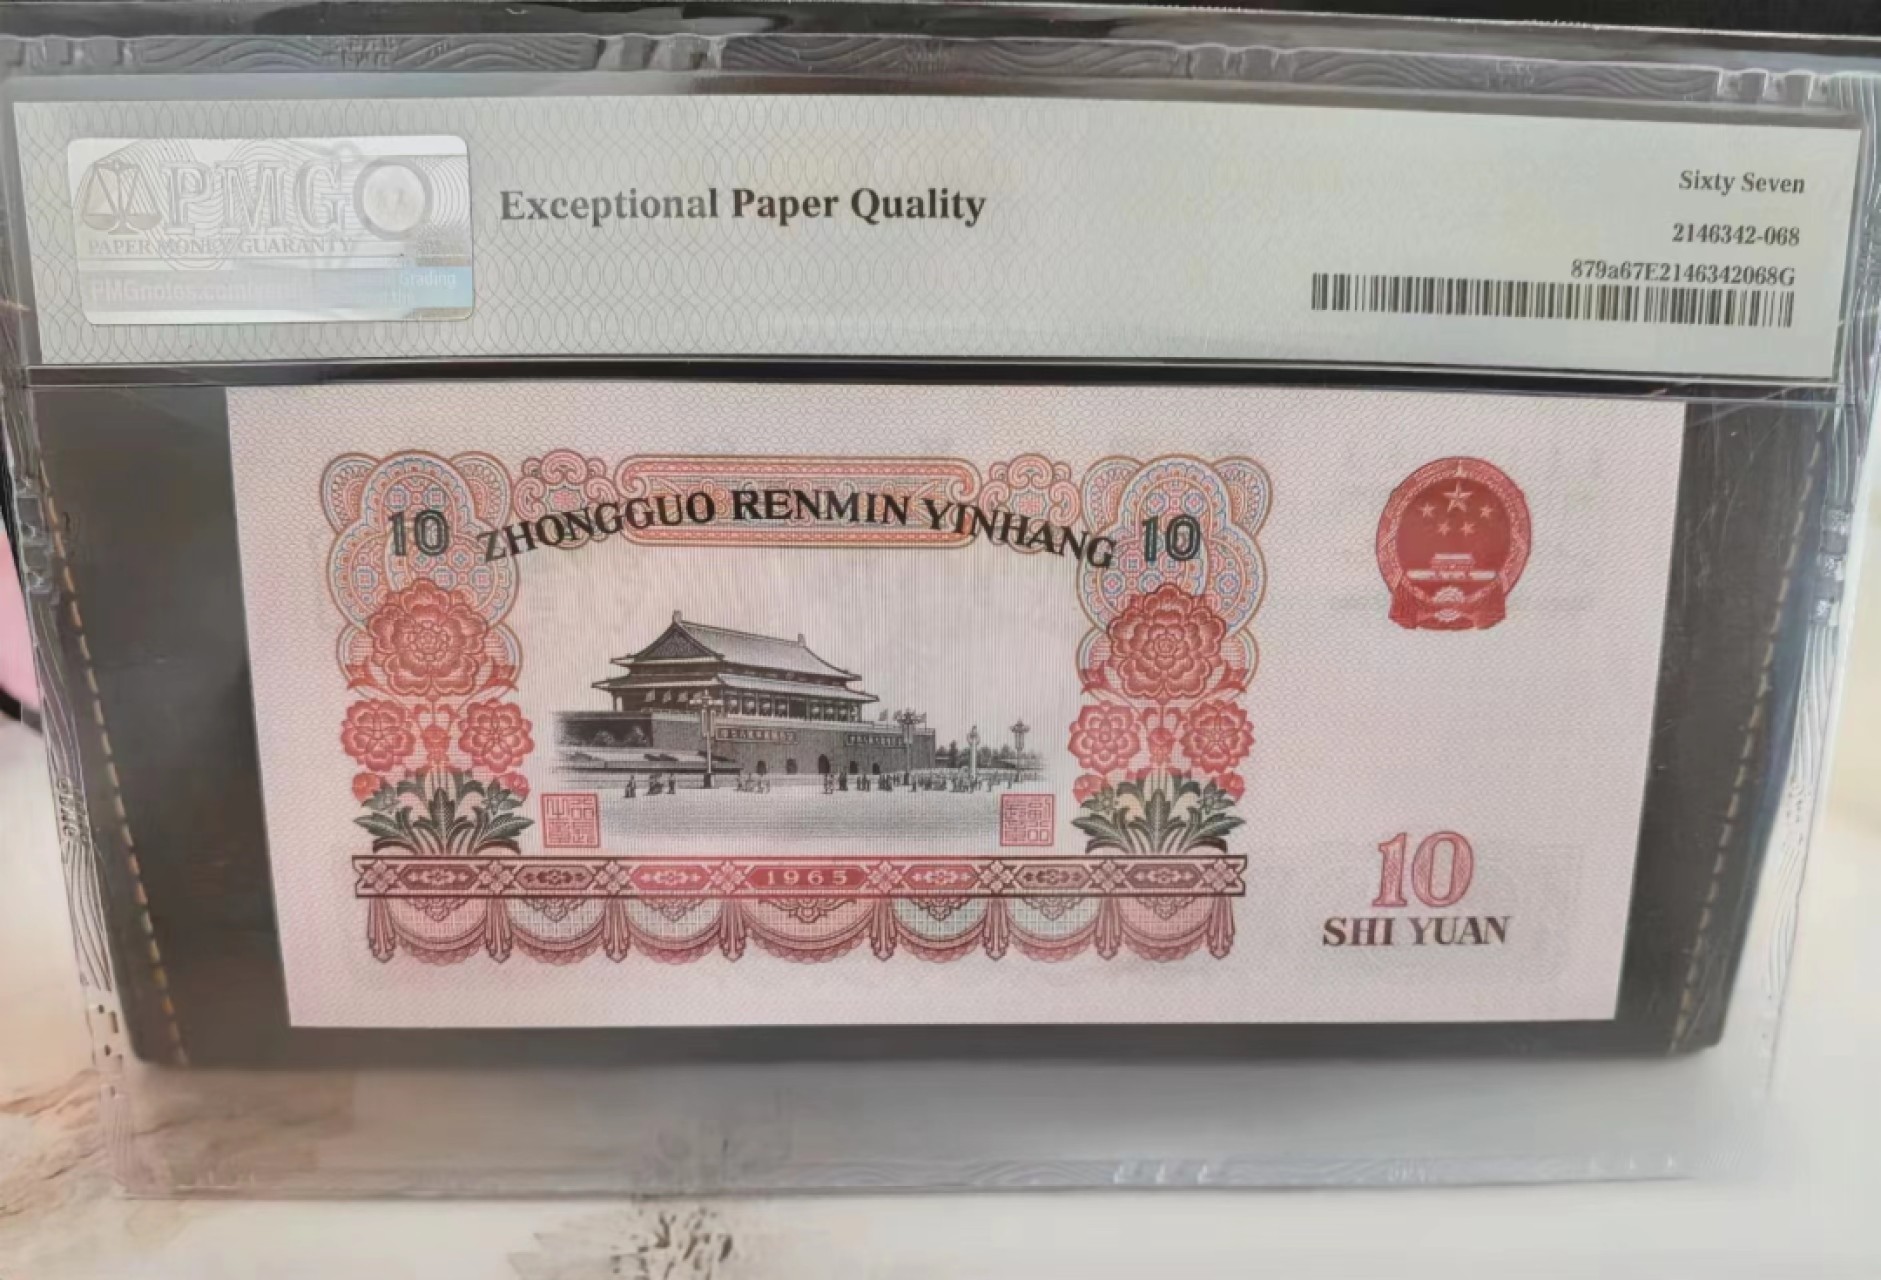 PMG
PAPER MONEY GUARANTY
Grading
Exceptional Paper Quality
Sixty Seven
2146342-068
879a67E2146342068G
10 ZHONGGUO RENMIN YINHANG 10
1965
10
SHI YUAN